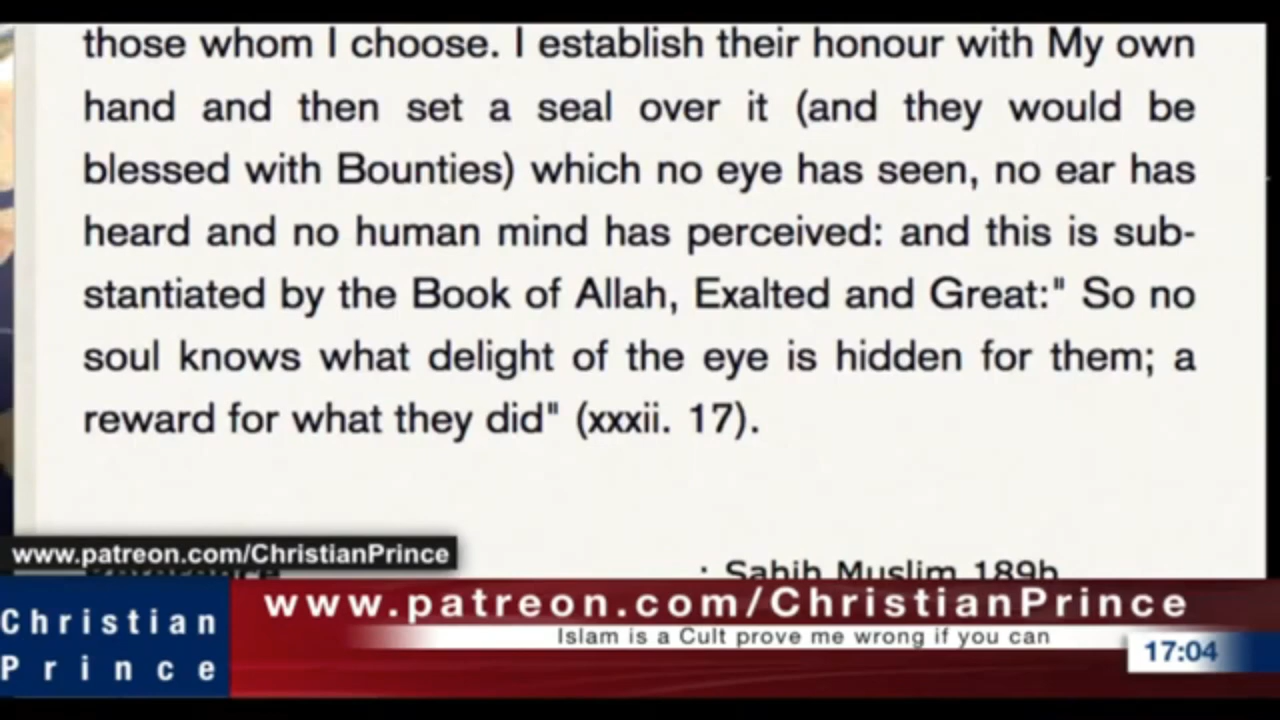 those whom I choose. I establish their honour with My own
hand and then set a seal over it (and they would be
blessed with Bounties) which no eye has seen, no ear has
heard and no human mind has perceived: and this is sub-
stantiated by the Book of Allah, Exalted and Great:" So no
soul knows what delight of the eye is hidden for them; a
reward for what they did" (xxxii. 17).
www.patreon.com/ChristianPrince
Reference : Sahih Muslim 189b
www.patreon.com/ChristianPrince
Islam is a Cult prove me wrong if you can
Christian
Prince
17:04